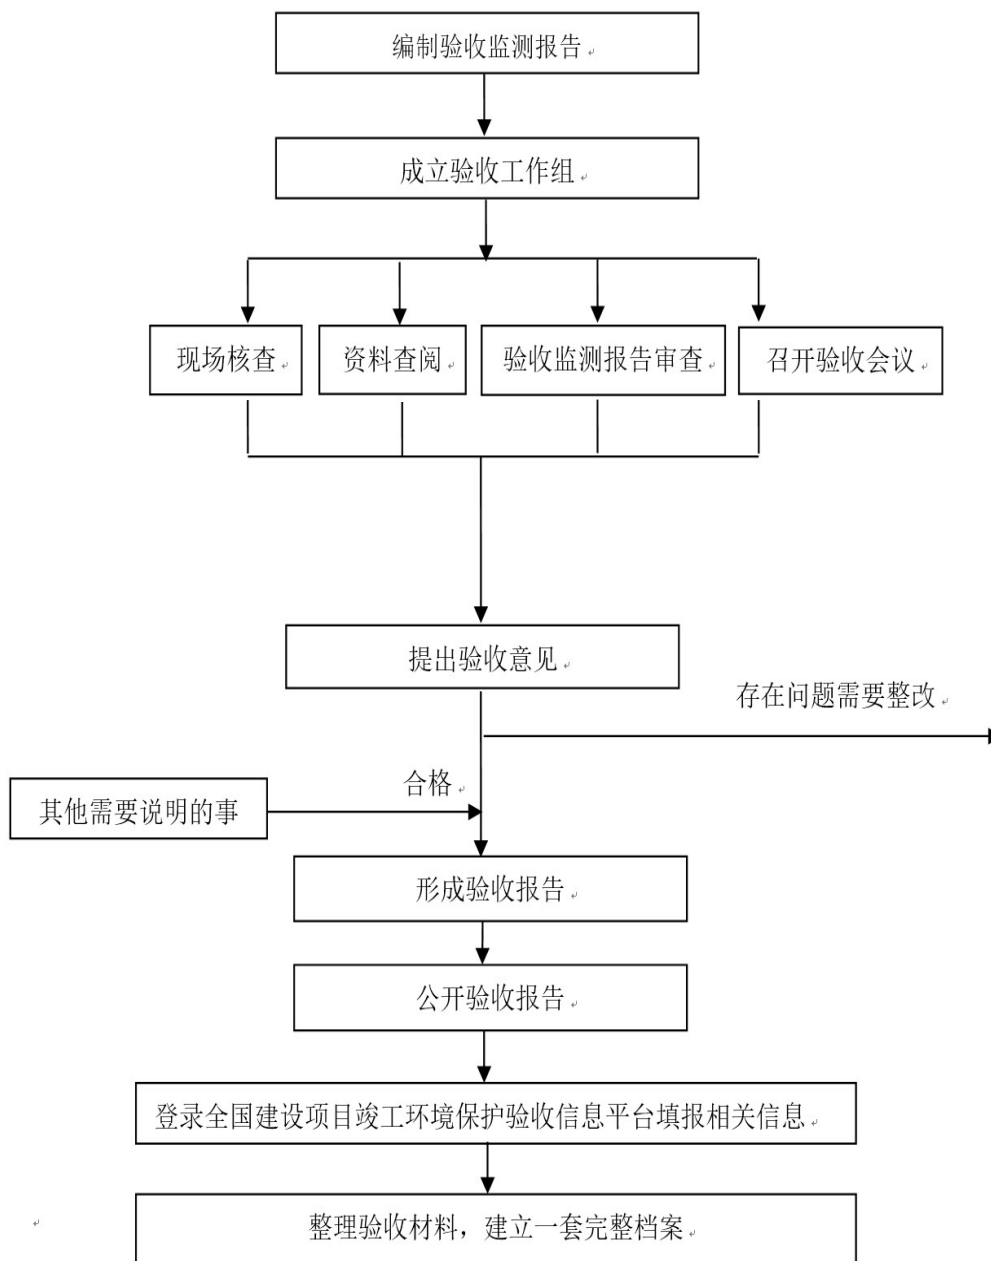 编制验收监测报告
成立验收工作组
现场核查
资料查阅
验收监测报告审查
召开验收会议
提出验收意见
存在问题需要整改
合格
其他需要说明的事
形成验收报告
公开验收报告
登录全国建设项目竣工环境保护验收信息平台填报相关信息
整理验收材料，建立一套完整档案